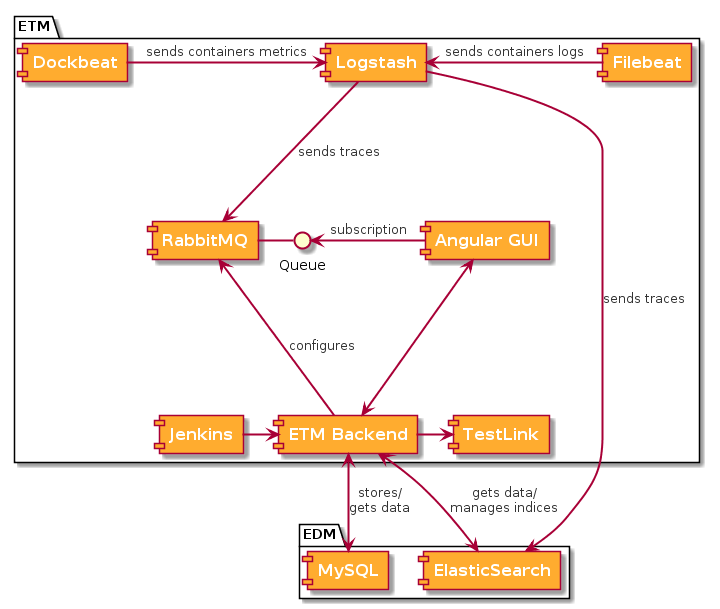 ETM
Dockbeat
sends containers metrics
Logstash
sends containers logs
Filebeat
sends traces
RabbitMQ
Queue
subscription
Angular GUI
sends traces
configures
Jenkins
ETM Backend
TestLink
stores/
gets data
gets data/
manages indices
EDM
MySQL
ElasticSearch